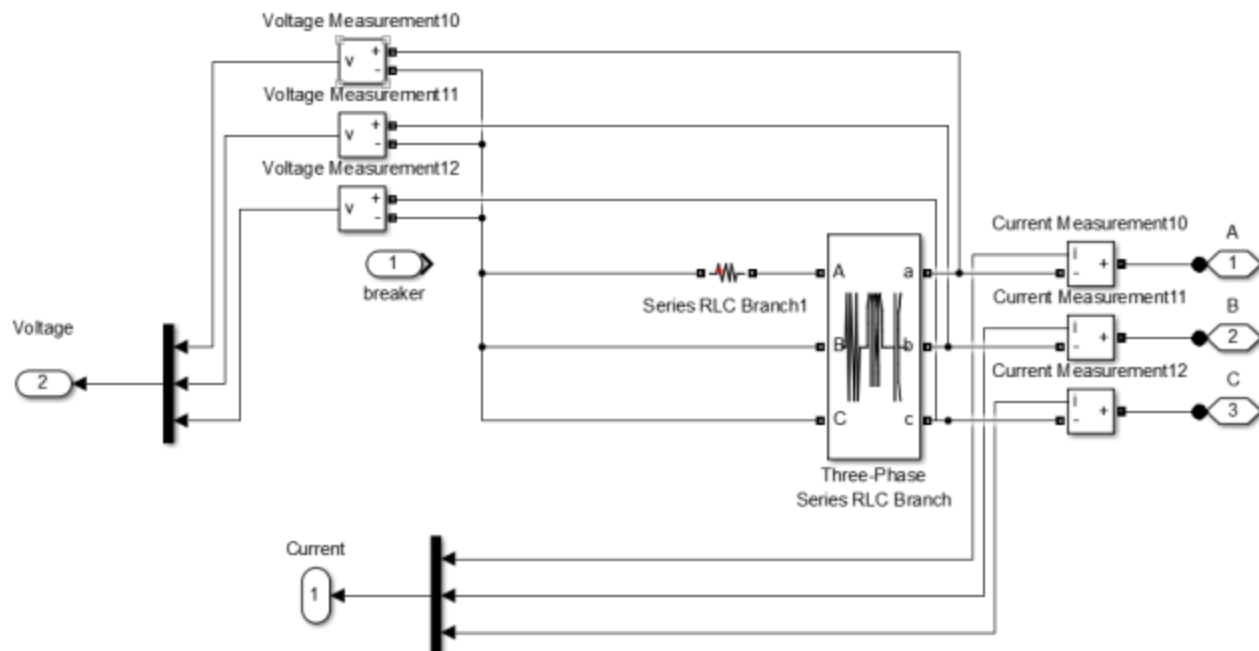 Voltage Measurement10
v
+
-
Voltage Measurement11
v
+
-
Voltage Measurement12
v
+
-
1
breaker
Series RLC Branch1
A
B
C
a
b
c
Three-Phase
Series RLC Branch
Current Measurement10
i
-
+
A
1
Current Measurement11
i
-
+
B
2
Current Measurement12
i
-
+
C
3
Voltage
2
Current
1